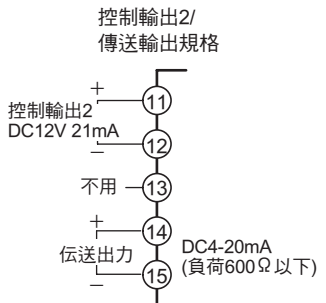 控制輸出2/
傳送輸出規格
+
11
控制輸出2
DC12V 21mA
12
−
不用
13
+
14
伝送出力
DC4-20mA
(負荷600Ω以下)
15
−